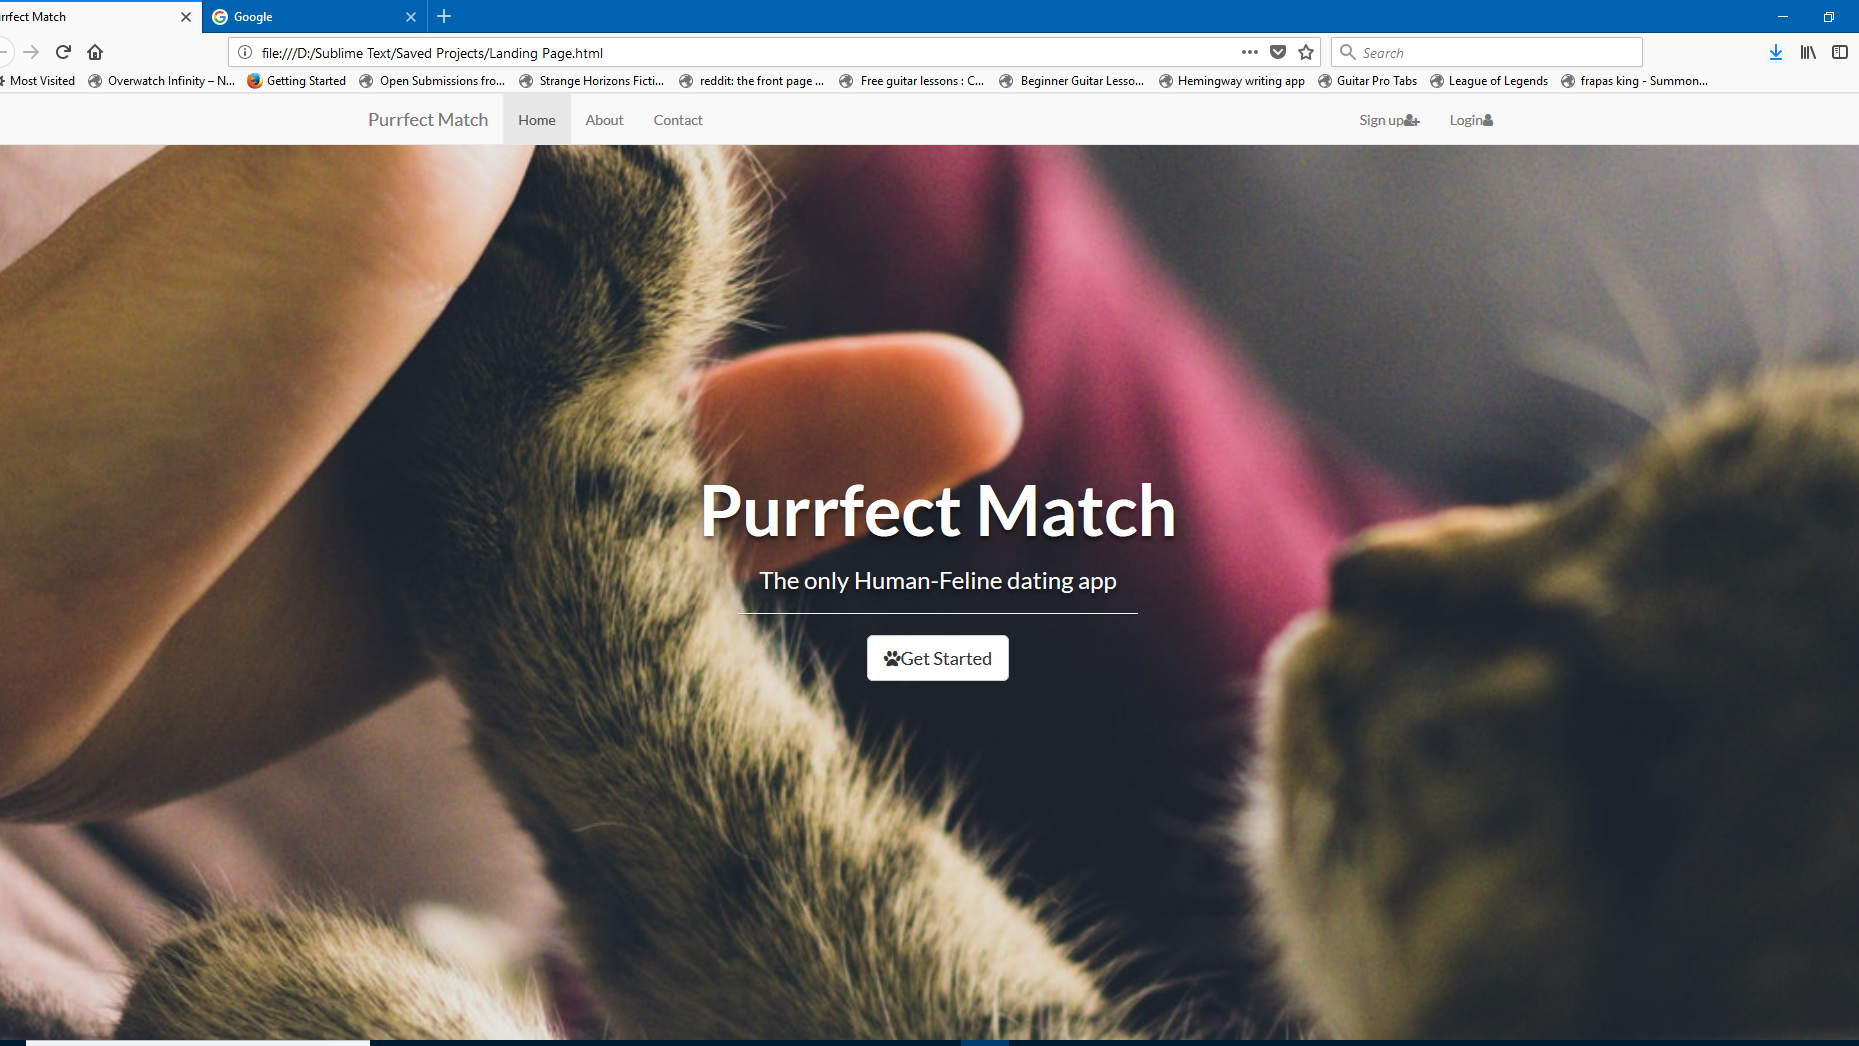 rrfect Match
Google
file:///D:/Sublime Text/Saved Projects/Landing Page.html
Search
Most Visited
Overwatch Infinity – N...
Getting Started
Open Submissions fro...
Strange Horizons Ficti...
reddit: the front page ...
Free guitar lessons : C...
Beginner Guitar Lesso...
Hemingway writing app
Guitar Pro Tabs
League of Legends
frapas king - Summon...
Purrfect Match
Home
About
Contact
Sign up
Login
Purrfect Match
The only Human-Feline dating app
Get Started